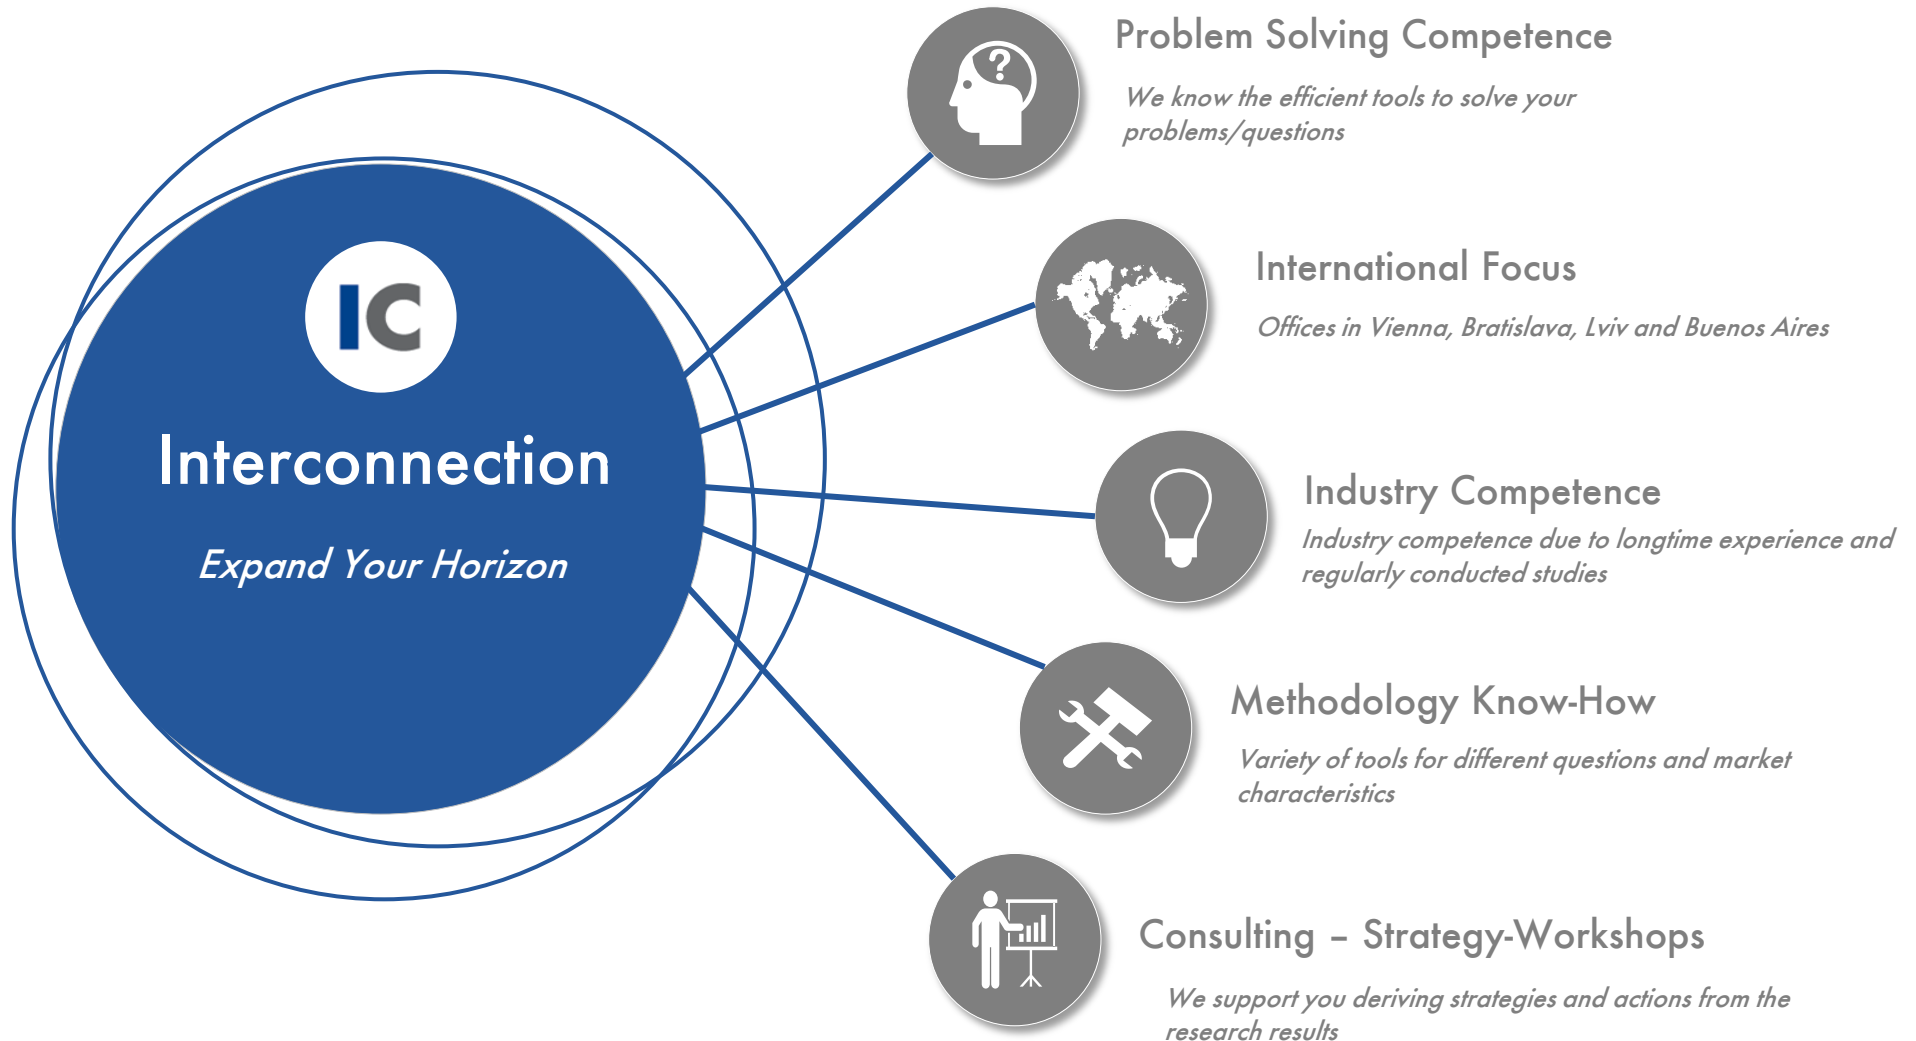 IC
Interconnection
Expand Your Horizon
?
Problem Solving Competence
We know the efficient tools to solve your
problems/questions
International Focus
Offices in Vienna, Bratislava, Lviv and Buenos Aires
Industry Competence
Industry competence due to longtime experience and
regularly conducted studies
Methodology Know-How
Variety of tools for different questions and market
characteristics
Consulting – Strategy-Workshops
We support you deriving strategies and actions from the
research results